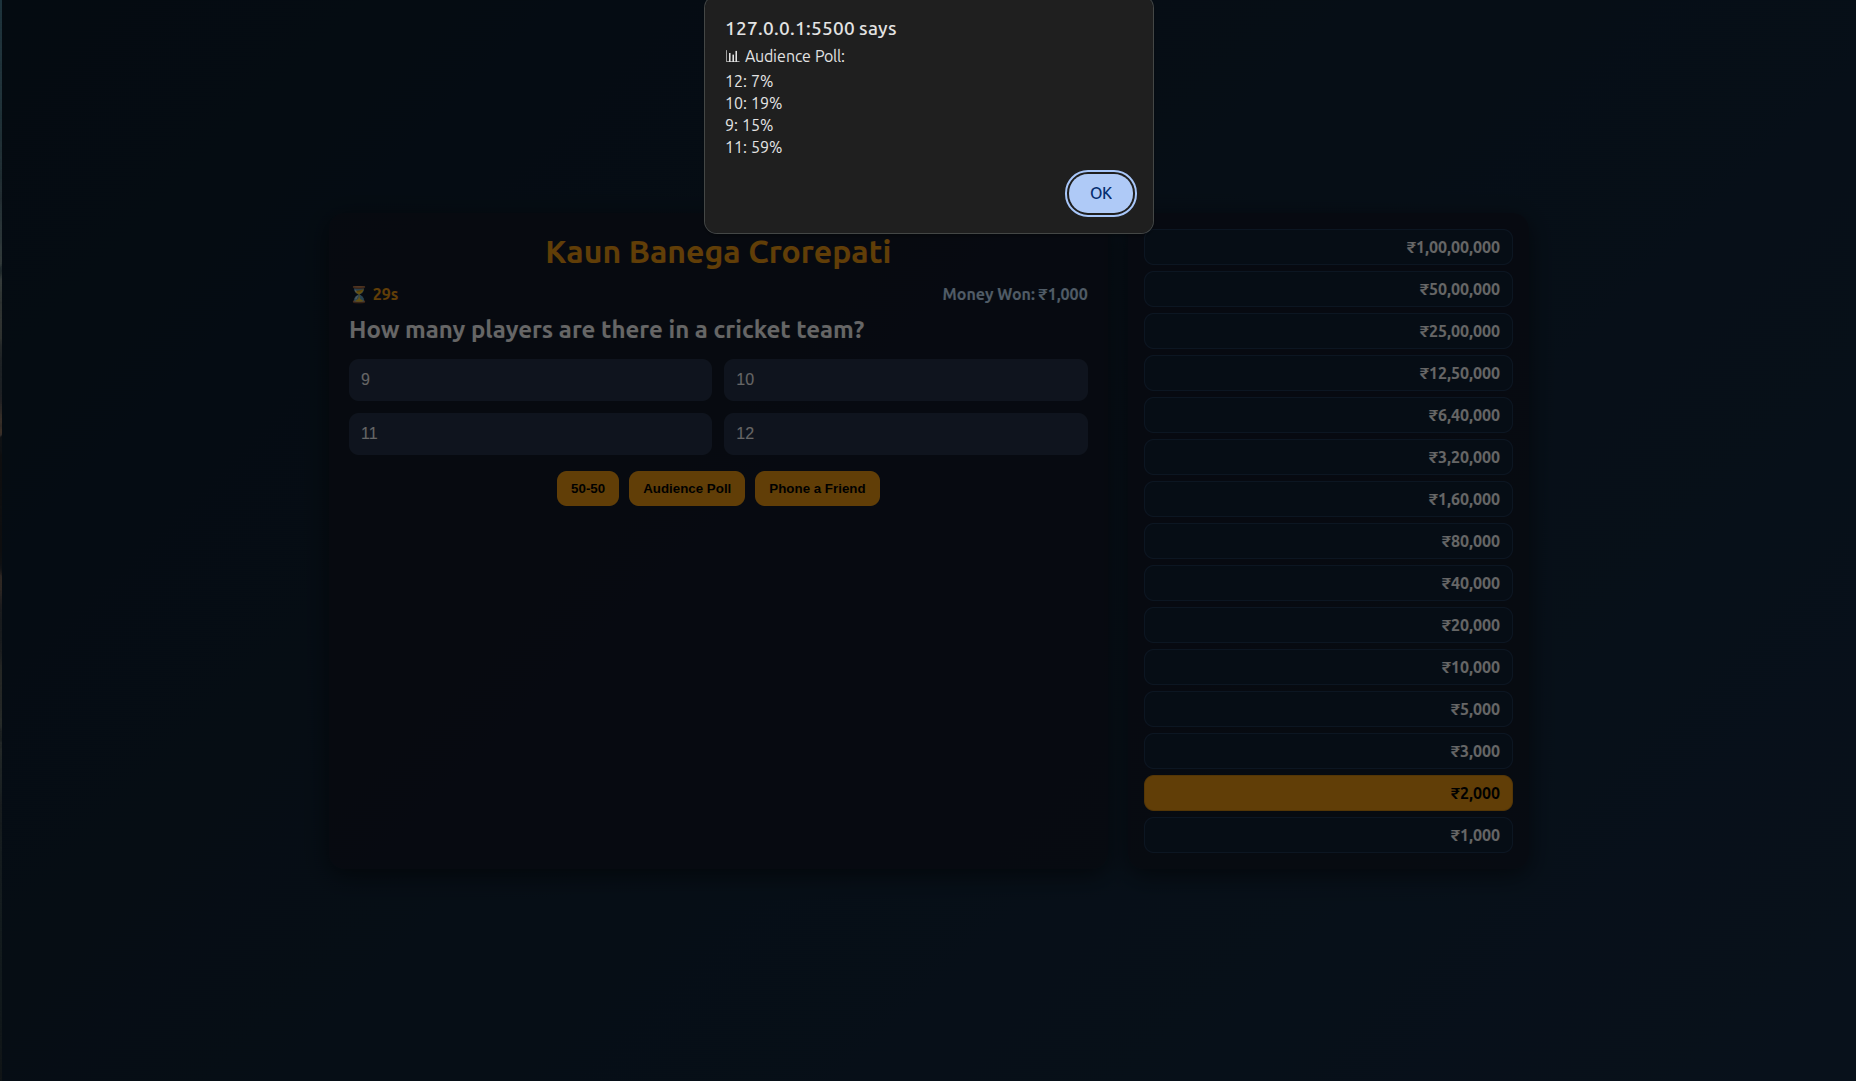 127.0.0.1:5500 says
📊 Audience Poll:
12: 7%
10: 19%
9: 15%
11: 59%
OK
Kaun Banega Crorepati
⏳ 29s
Money Won: ₹1,000
How many players are there in a cricket team?
9
10
11
12
50-50
Audience Poll
Phone a Friend
₹1,00,00,000
₹50,00,000
₹25,00,000
₹12,50,000
₹6,40,000
₹3,20,000
₹1,60,000
₹80,000
₹40,000
₹20,000
₹10,000
₹5,000
₹3,000
₹2,000
₹1,000